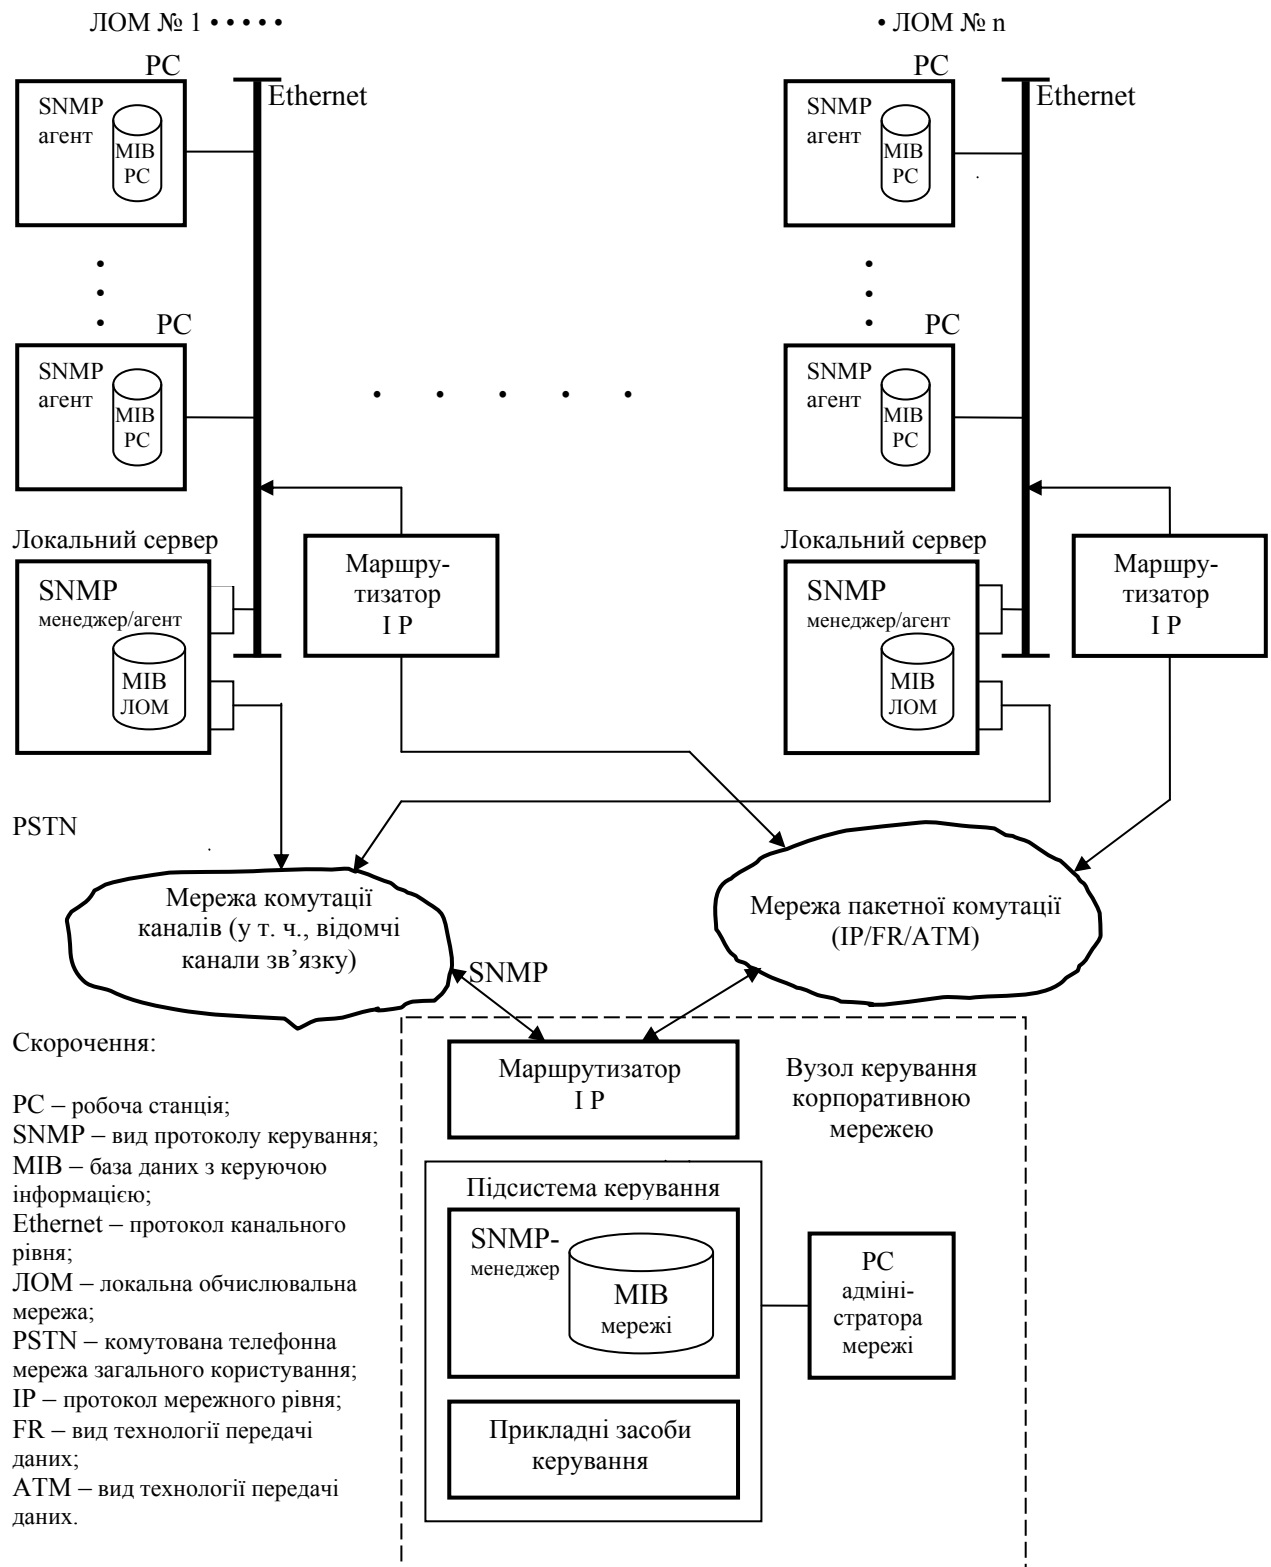 ЛОМ № 1 • • • • •
• ЛОМ № n
РС
Ethernet
SNMP
агент
MIB
РС
РС
Ethernet
SNMP
агент
MIB
РС
РС
SNMP
агент
MIB
РС
РС
SNMP
агент
MIB
РС
Локальний сервер
SNMP
менеджер/агент
MIB
ЛОМ
Маршру-
тизатор
I P
Локальний сервер
SNMP
менеджер/агент
MIB
ЛОМ
Маршру-
тизатор
I P
PSTN
Мережа комутації
каналів (у т. ч., відомчі
канали зв’язку)
Мережа пакетної комутації
(IP/FR/ATM)
SNMP
Маршрутизатор
I P
Вузол керування
корпоративною
мережею
Підсистема керування
SNMP-
менеджер
MIB
мережі
РС
адміні-
стратора
мережі
Прикладні засоби
керування
Скорочення:
РС – робоча станція;
SNMP – вид протоколу керування;
MIB – база даних з керуючою
інформацією;
Ethernet – протокол канального
рівня;
ЛОМ – локальна обчислювальна
мережа;
PSTN – комутована телефонна
мережа загального користування;
IP – протокол мережного рівня;
FR – вид технології передачі
даних;
ATM – вид технології передачі
даних.